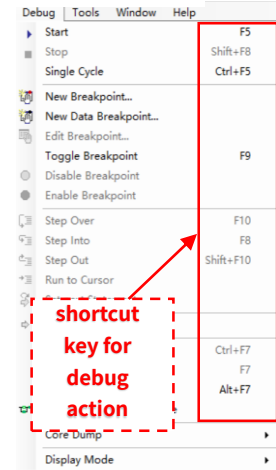 Debug Tools Window Help
Start F5
Stop Shift+F8
Single Cycle Ctrl+F5
New Breakpoint...
New Data Breakpoint...
Edit Breakpoint...
Toggle Breakpoint F9
Disable Breakpoint
Enable Breakpoint
Step Over F10
Step Into F8
Step Out Shift+F10
Run to Cursor
shortcut
key for
debug
action
Ctrl+F7
F7
Alt+F7
Core Dump
Display Mode